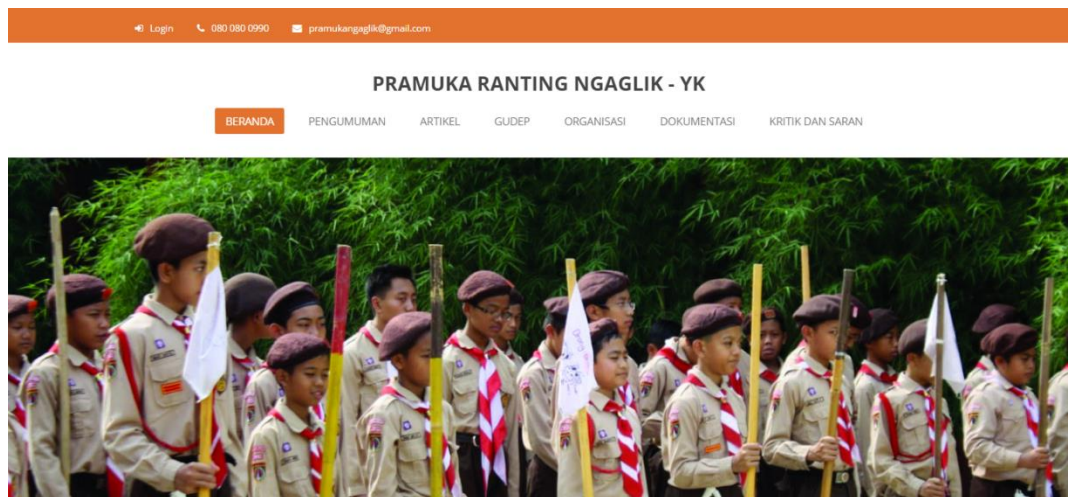 Login 080 080 0990 pramukangaglik@gmail.com
PRAMUKA RANTING NGAGLIK - YK
BERANDA PENGUMUMAN ARTIKEL GUDEP ORGANISASI DOKUMENTASI KRITIK DAN SARAN